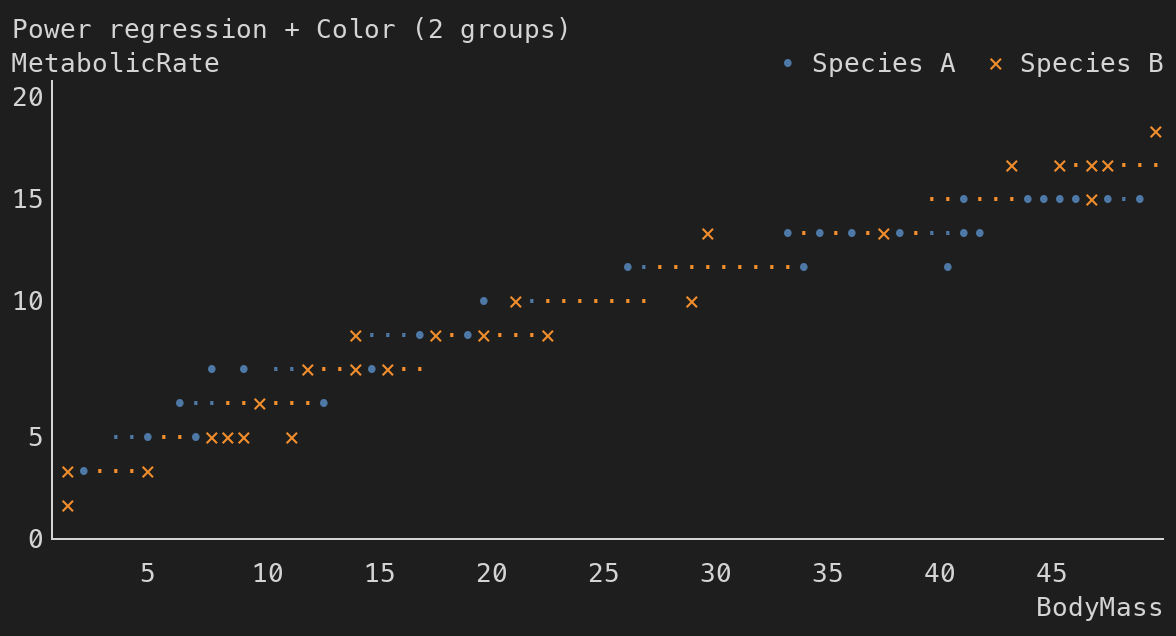 Power regression + Color (2 groups)
MetabolicRate
Species A Species B
20
15
10
5
0
5 10 15 20 25 30 35 40 45
BodyMass